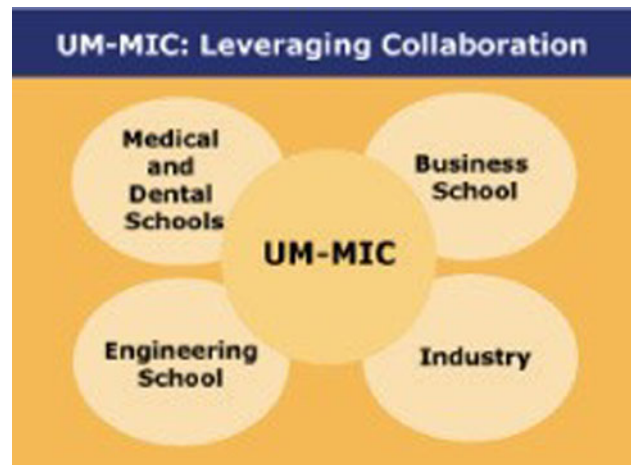 UM-MIC: Leveraging Collaboration
Medical
and
Dental
Schools
Business
School
UM-MIC
Engineering
School
Industry